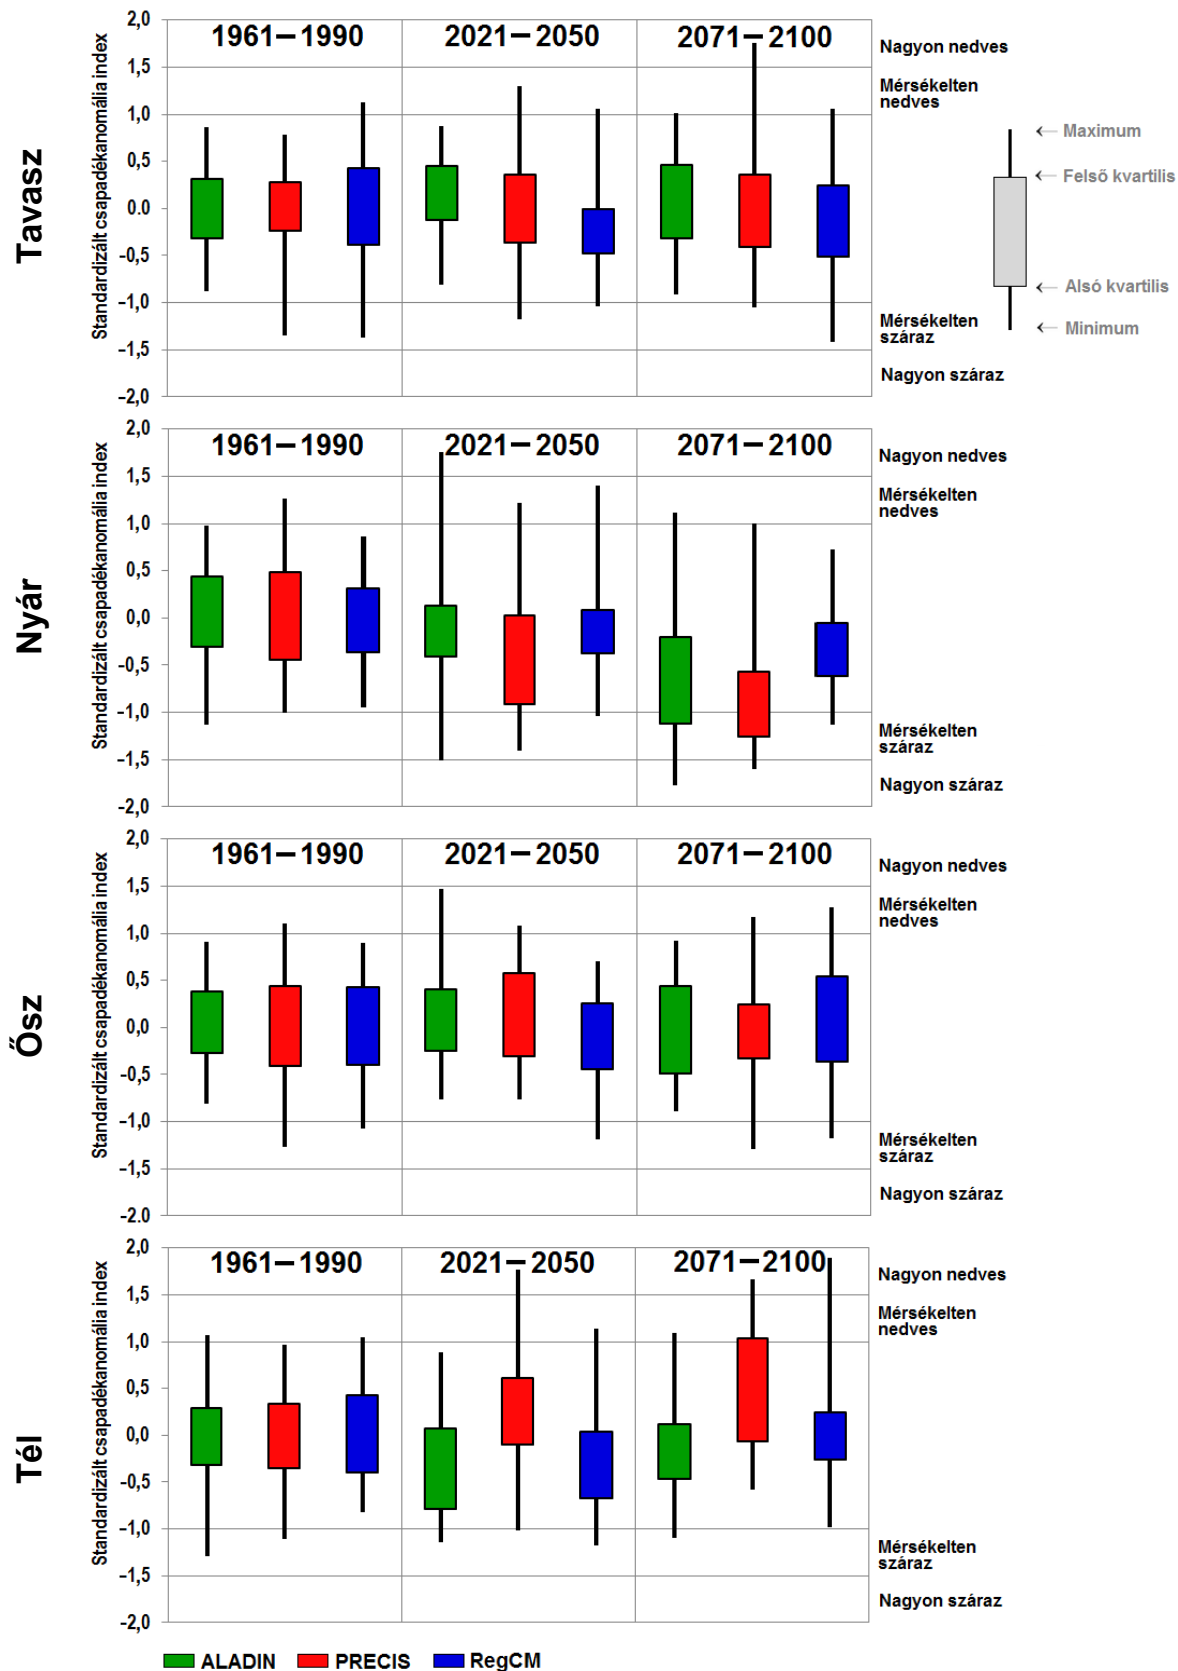 Tavasz
Standardizált csapadékanomália index
2,0
1,5
1,0
0,5
0,0
–0,5
–1,0
–1,5
–2,0
1961–1990
2021–2050
2071–2100
Nagyon nedves
Mérsékelten
nedves
Mérsékelten
száraz
Nagyon száraz
Maximum
Felső kvartilis
Alsó kvartilis
Minimum
Nyár
Standardizált csapadékanomália index
2,0
1,5
1,0
0,5
0,0
–0,5
–1,0
–1,5
–2,0
1961–1990
2021–2050
2071–2100
Nagyon nedves
Mérsékelten
nedves
Mérsékelten
száraz
Nagyon száraz
Ősz
Standardizált csapadékanomália index
2,0
1,5
1,0
0,5
0,0
–0,5
–1,0
–1,5
–2.0
1961–1990
2021–2050
2071–2100
Nagyon nedves
Mérsékelten
nedves
Mérsékelten
száraz
Nagyon száraz
Tél
Standardizált csapadékanomália index
2,0
1,5
1,0
0,5
0,0
–0,5
–1,0
–1,5
–2,0
1961–1990
2021–2050
2071–2100
Nagyon nedves
Mérsékelten
nedves
Mérsékelten
száraz
Nagyon száraz
ALADIN PRECIS RegCM